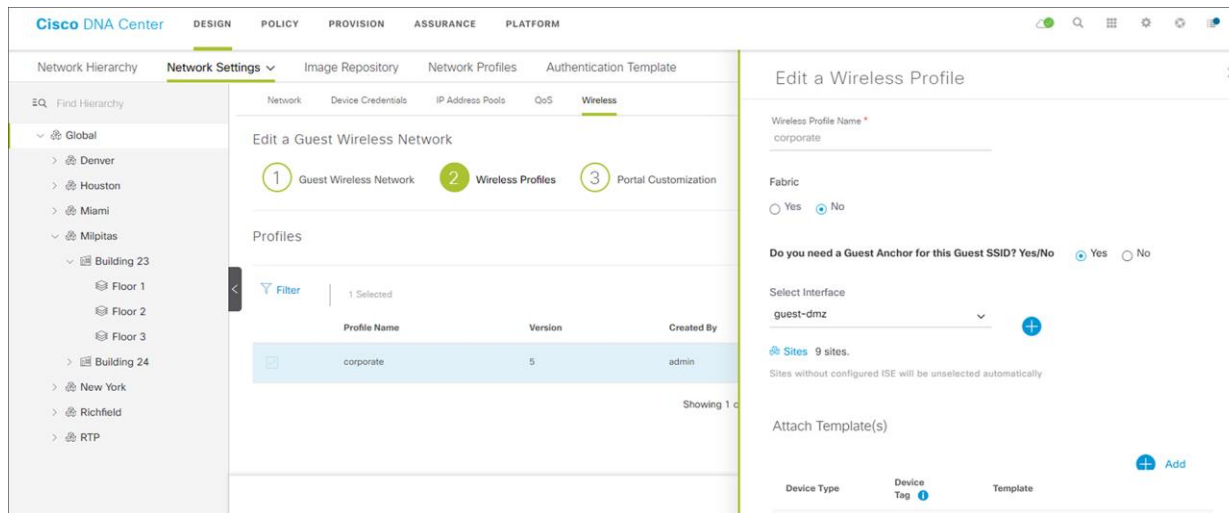 Cisco DNA Center DESIGN POLICY PROVISION ASSURANCE PLATFORM
Network Hierarchy Network Settings Image Repository Network Profiles Authentication Template
Find Hierarchy
Global
Denver
Houston
Miami
Milpitas
Building 23
Floor 1
Floor 2
Floor 3
Building 24
New York
Richfield
RTP
Network Device Credentials IP Address Pools QoS Wireless
Edit a Guest Wireless Network
1 Guest Wireless Network 2 Wireless Profiles 3 Portal Customization
Profiles
Filter 1 Selected
Profile Name Version Created By
corporate 5 admin
Showing 1 o
Edit a Wireless Profile
Wireless Profile Name *
corporate
Fabric
Yes No
Do you need a Guest Anchor for this Guest SSID? Yes/No Yes No
Select Interface
guest-dmz
Sites 9 sites.
Sites without configured ISE will be unselected automatically
Attach Template(s)
Add
Device Type Device Tag Template